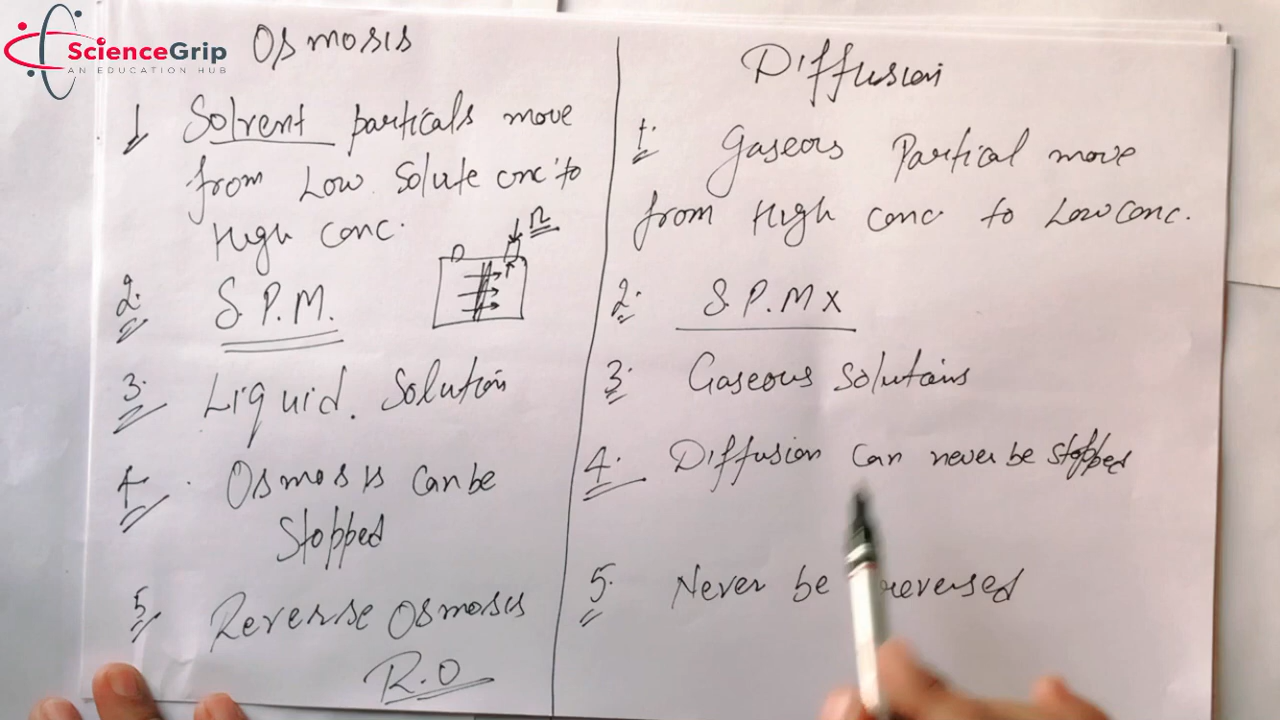 ScienceGrip
AN EDUCATION HUB
Osmosis
1 Solvent particals move
from Low Solute conc to
High conc.
π
2. S.P.M.
3. Liquid. Solution
4. Osmosis can be
Stopped
5. Reverse Osmosis
R.O
Diffusion
1. Gaseous Partical move
from High conc to Low conc.
2. S.P.M x
3. Gaseous Solutains
4. Diffusion can never be stopped
5. Never be reversed